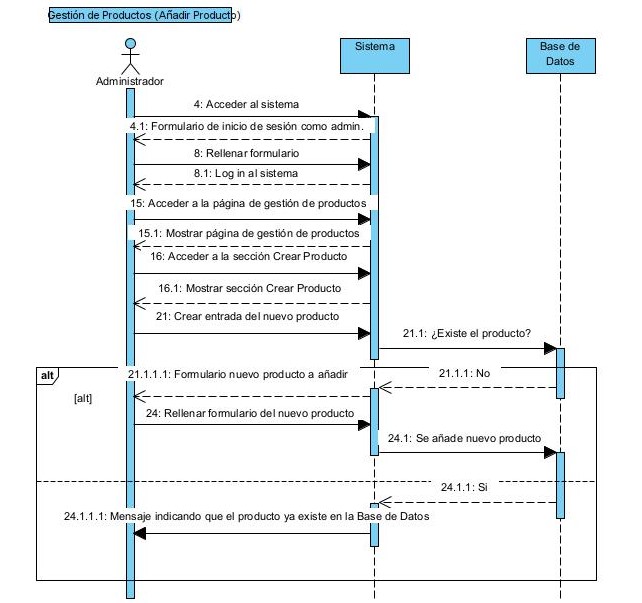 Gestión de Productos (Añadir Producto)
Sistema
Base de
Datos
Administrador
4: Acceder al sistema
4.1: Formulario de inicio de sesión como admin.
8: Rellenar formulario
8.1: Log in al sistema
15: Acceder a la página de gestión de productos
15.1: Mostrar página de gestión de productos
16: Acceder a la sección Crear Producto
16.1: Mostrar sección Crear Producto
21: Crear entrada del nuevo producto
21.1: ¿Existe el producto?
alt
21.1.1.1: Formulario nuevo producto a añadir
21.1.1: No
[alt]
24: Rellenar formulario del nuevo producto
24.1: Se añade nuevo producto
24.1.1: Si
24.1.1.1: Mensaje indicando que el producto ya existe en la Base de Datos